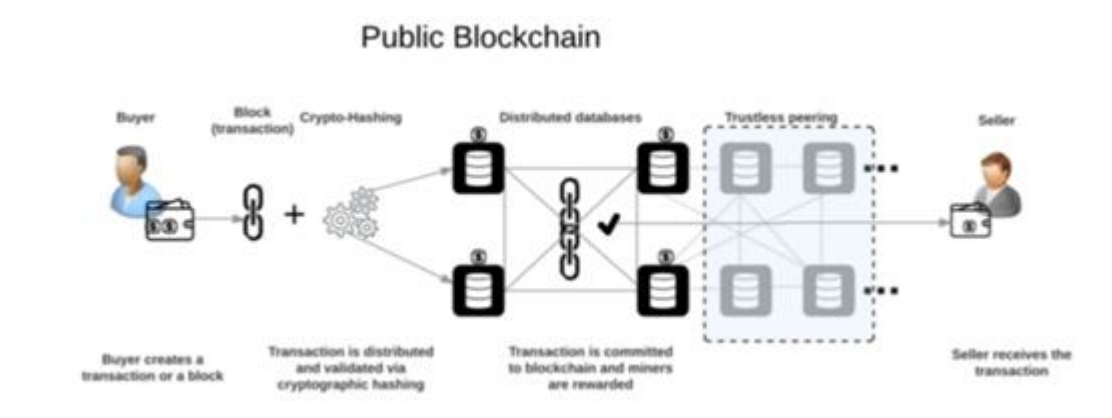 Public Blockchain
Buyer
Block
(transaction)
Crypto-Hashing
Distributed databases
Trustless peering
Seller
Buyer creates a
transaction or a block
Transaction is distributed
and validated via
cryptographic hashing
Transaction is committed
to blockchain and miners
are rewarded
Seller receives the
transaction